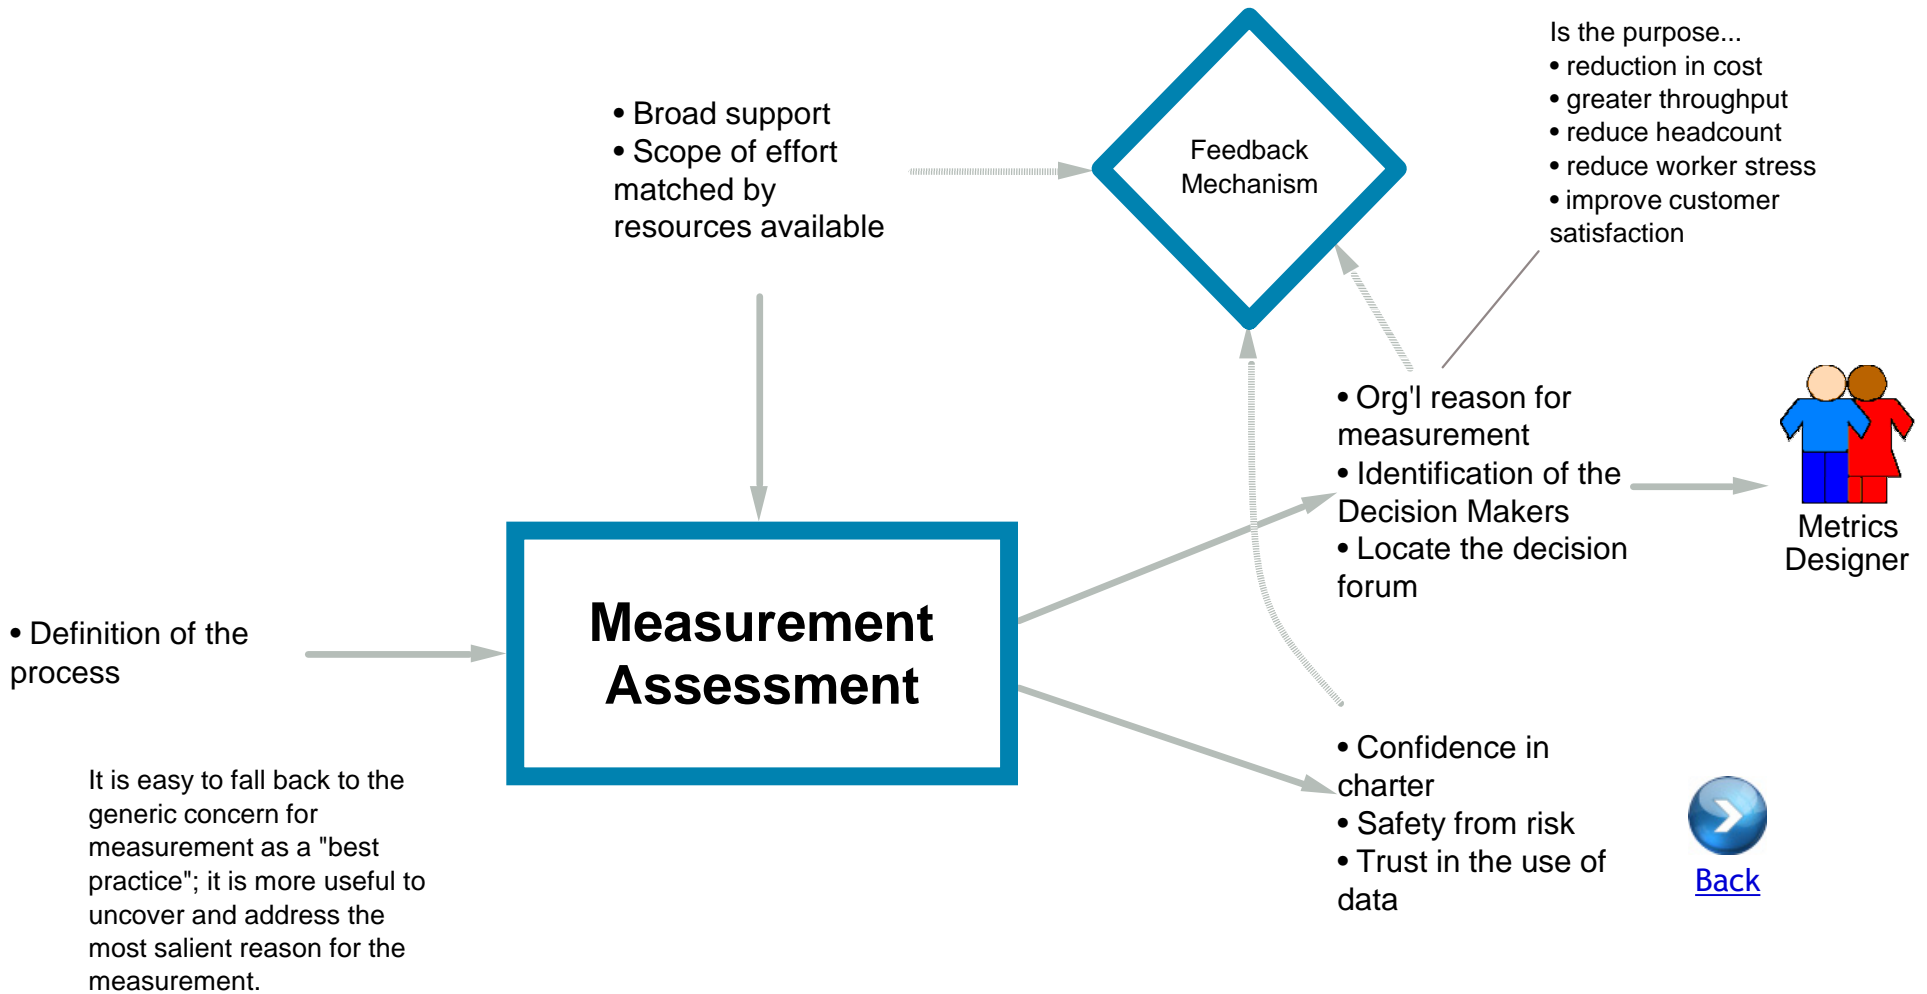 • Broad support
• Scope of effort
matched by
resources available
Feedback
Mechanism
Is the purpose...
• reduction in cost
• greater throughput
• reduce headcount
• reduce worker stress
• improve customer
satisfaction
• Org'l reason for
measurement
• Identification of the
Decision Makers
• Locate the decision
forum
Metrics
Designer
• Definition of the
process
Measurement
Assessment
• Confidence in
charter
• Safety from risk
• Trust in the use of
data
Back
It is easy to fall back to the
generic concern for
measurement as a "best
practice"; it is more useful to
uncover and address the
most salient reason for the
measurement.